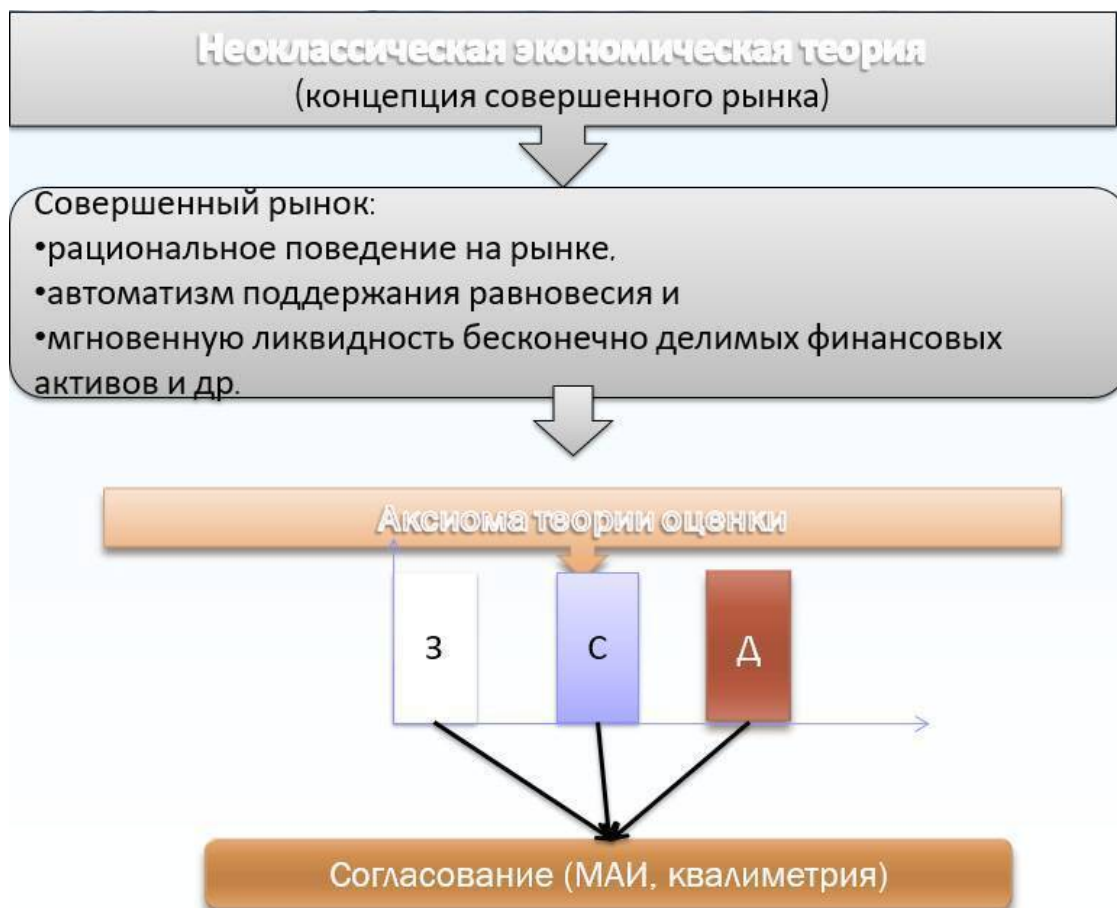 Неоклассическая экономическая теория
(концепция совершенного рынка)
Совершенный рынок:
•рациональное поведение на рынке,
•автоматизм поддержания равновесия и
•мгновенную ликвидность бесконечно делимых финансовых
активов и др.
Аксиома теории оценки
З
С
Д
Согласование (МАИ, квалиметрия)